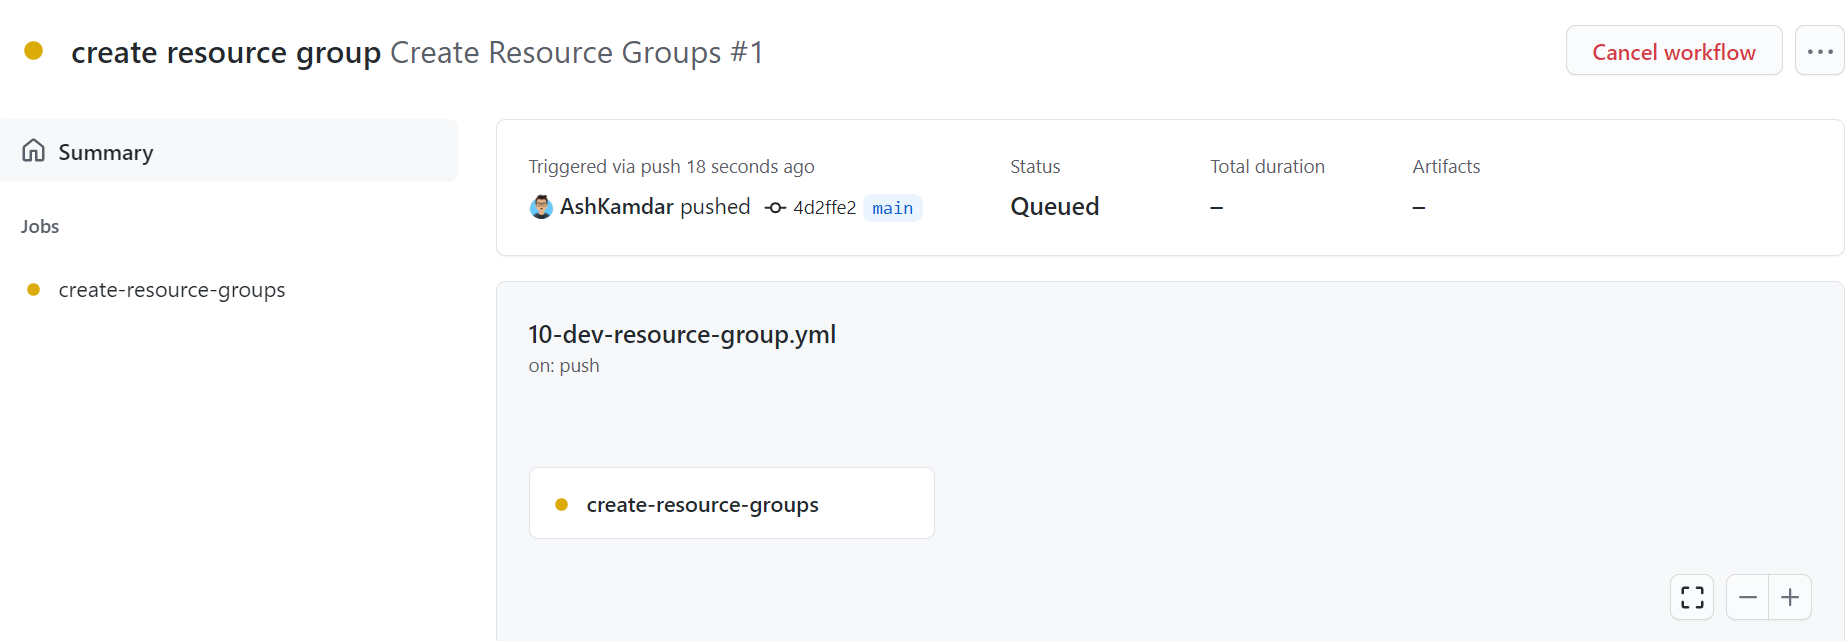 create resource group Create Resource Groups #1
Cancel workflow
Summary
Jobs
create-resource-groups
Triggered via push 18 seconds ago
AshKamdar pushed 4d2ffe2 main
Status
Queued
Total duration
–
Artifacts
–
10-dev-resource-group.yml
on: push
create-resource-groups